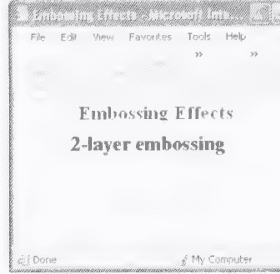 Embossing Effects - Microsoft Inte...
File Edit View Favorites Tools Help
» »
Embossing Effects
2-layer embossing
Done My Computer